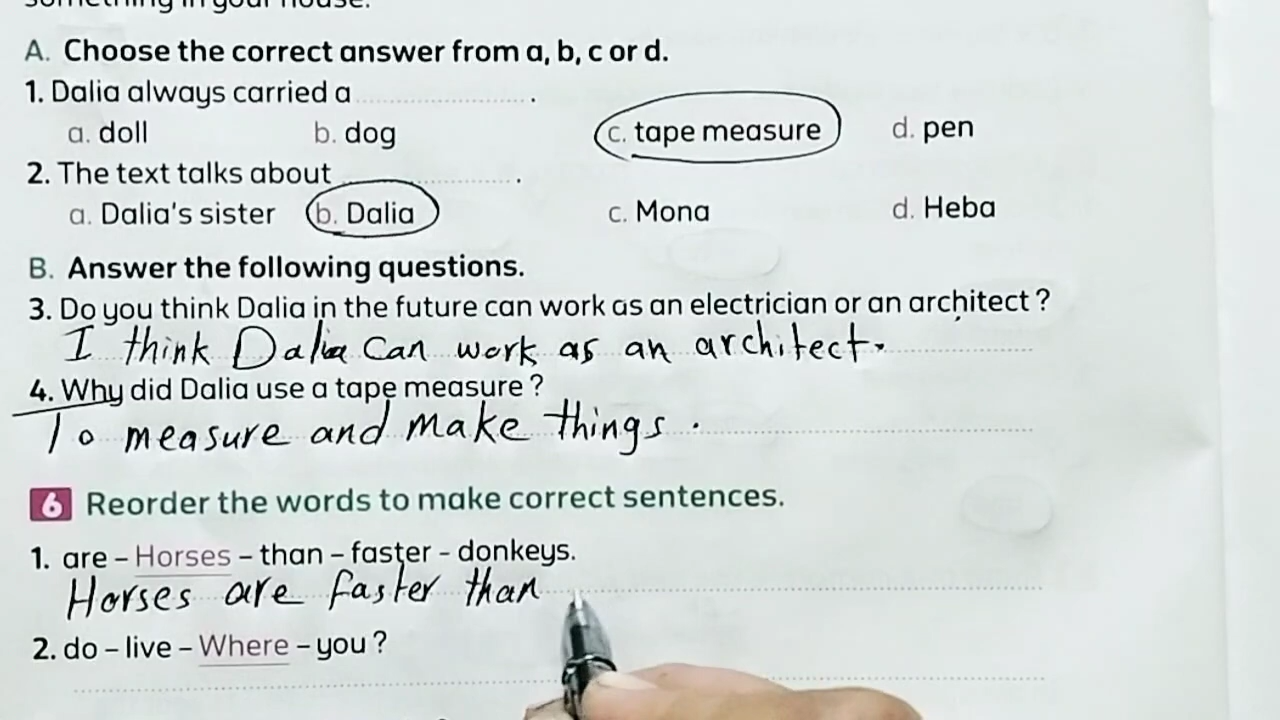 something in your house.
A. Choose the correct answer from a, b, c or d.
1. Dalia always carried a .................... .
a. doll b. dog c. tape measure d. pen
2. The text talks about .................... .
a. Dalia's sister b. Dalia c. Mona d. Heba
B. Answer the following questions.
3. Do you think Dalia in the future can work as an electrician or an architect ?
I think Dalia can work as an architect.
4. Why did Dalia use a tape measure ?
To measure and make things .
6 Reorder the words to make correct sentences.
1. are – Horses – than – faster - donkeys.
Horses are faster than
2. do – live – Where – you ?